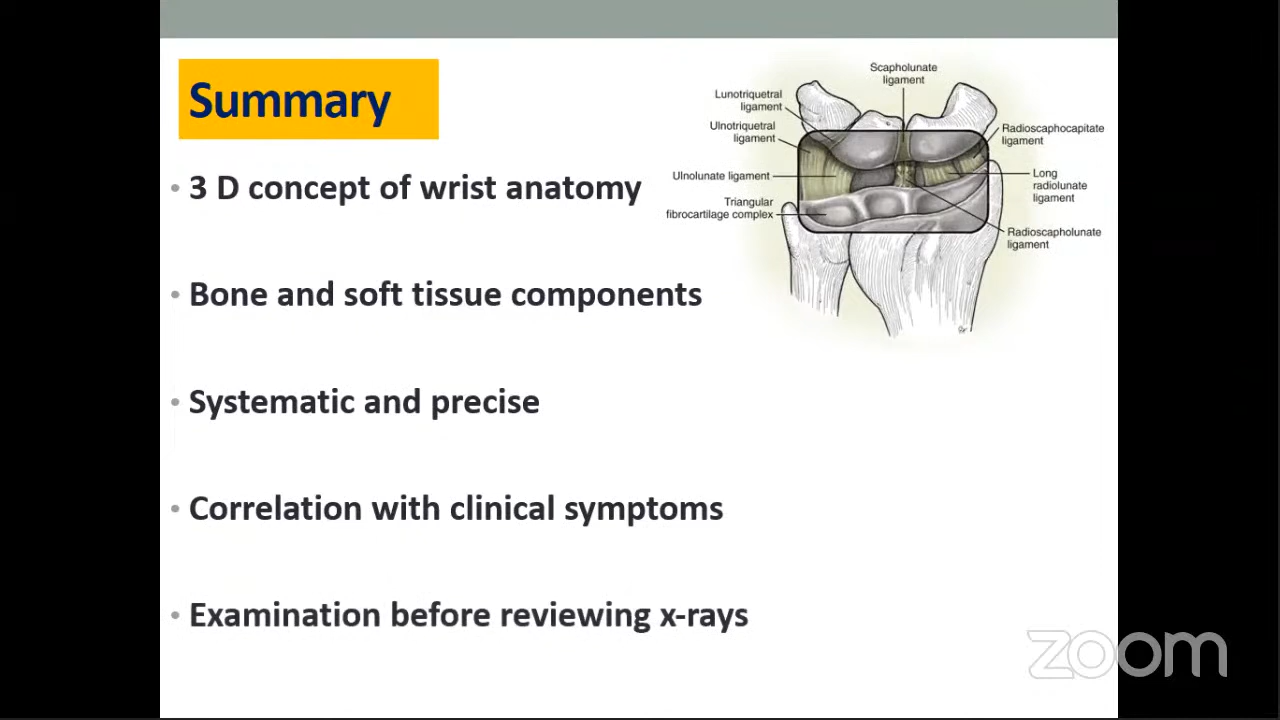 Summary
• 3 D concept of wrist anatomy
• Bone and soft tissue components
• Systematic and precise
• Correlation with clinical symptoms
• Examination before reviewing x-rays
Scapholunate
ligament
Lunotriquetral
ligament
Ulnotriquetral
ligament
Ulnolunate ligament
Triangular
fibrocartilage complex
Radioscaphocapitate
ligament
Long
radiolunate
ligament
Radioscapholunate
ligament
zoom